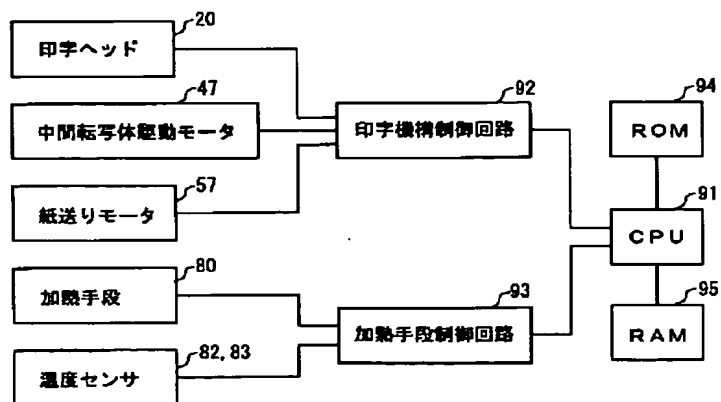 20
印字ヘッド
47
中間転写体駆動モータ
57
紙送りモータ
80
加熱手段
82, 83
温度センサ
92
印字機構制御回路
93
加熱手段制御回路
94
ROM
91
CPU
95
RAM